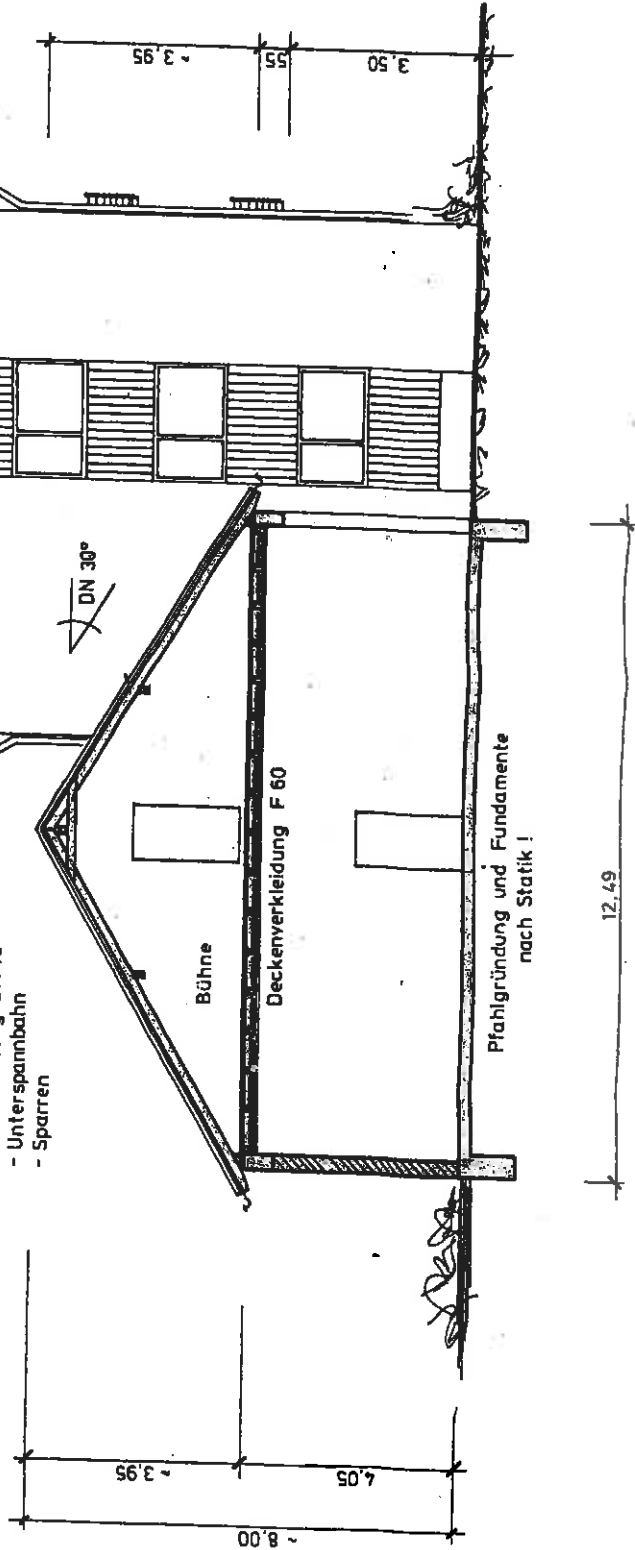 - Unterspannbahn
- Sparren
DN 30°
~ 3,95
55
3,50
Bühne
Deckenverkleidung F 60
~ 3,95
4,05
~ 8,00
Pfahlgründung und Fundamente
nach Statik !
12,49